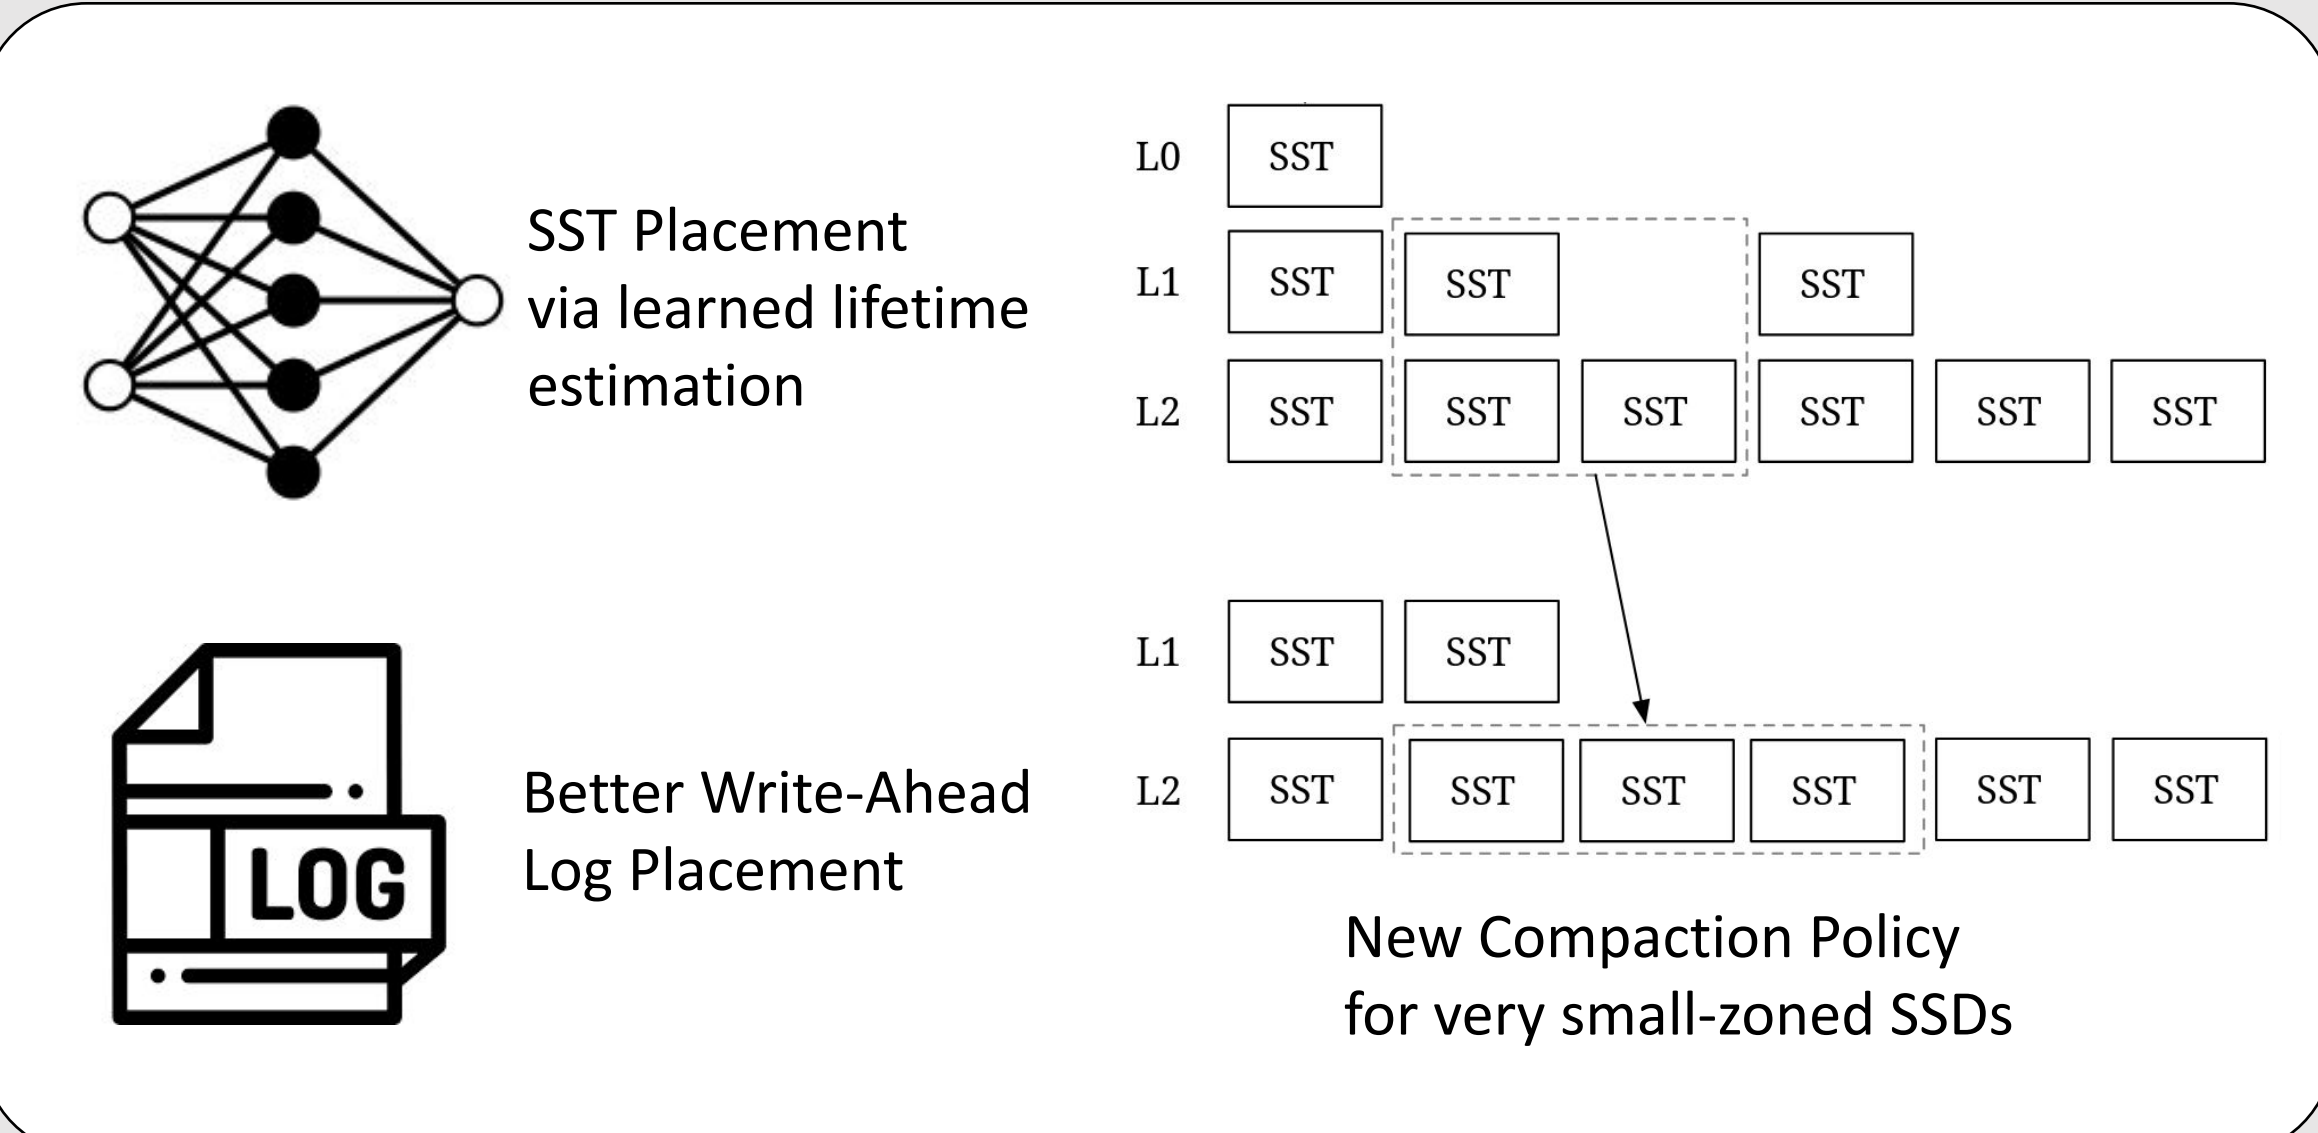 SST Placement
via learned lifetime
estimation
LOG
Better Write-Ahead
Log Placement
L0 SST
L1 SST SST SST
L2 SST SST SST SST SST SST
L1 SST SST
L2 SST SST SST SST SST SST
New Compaction Policy
for very small-zoned SSDs